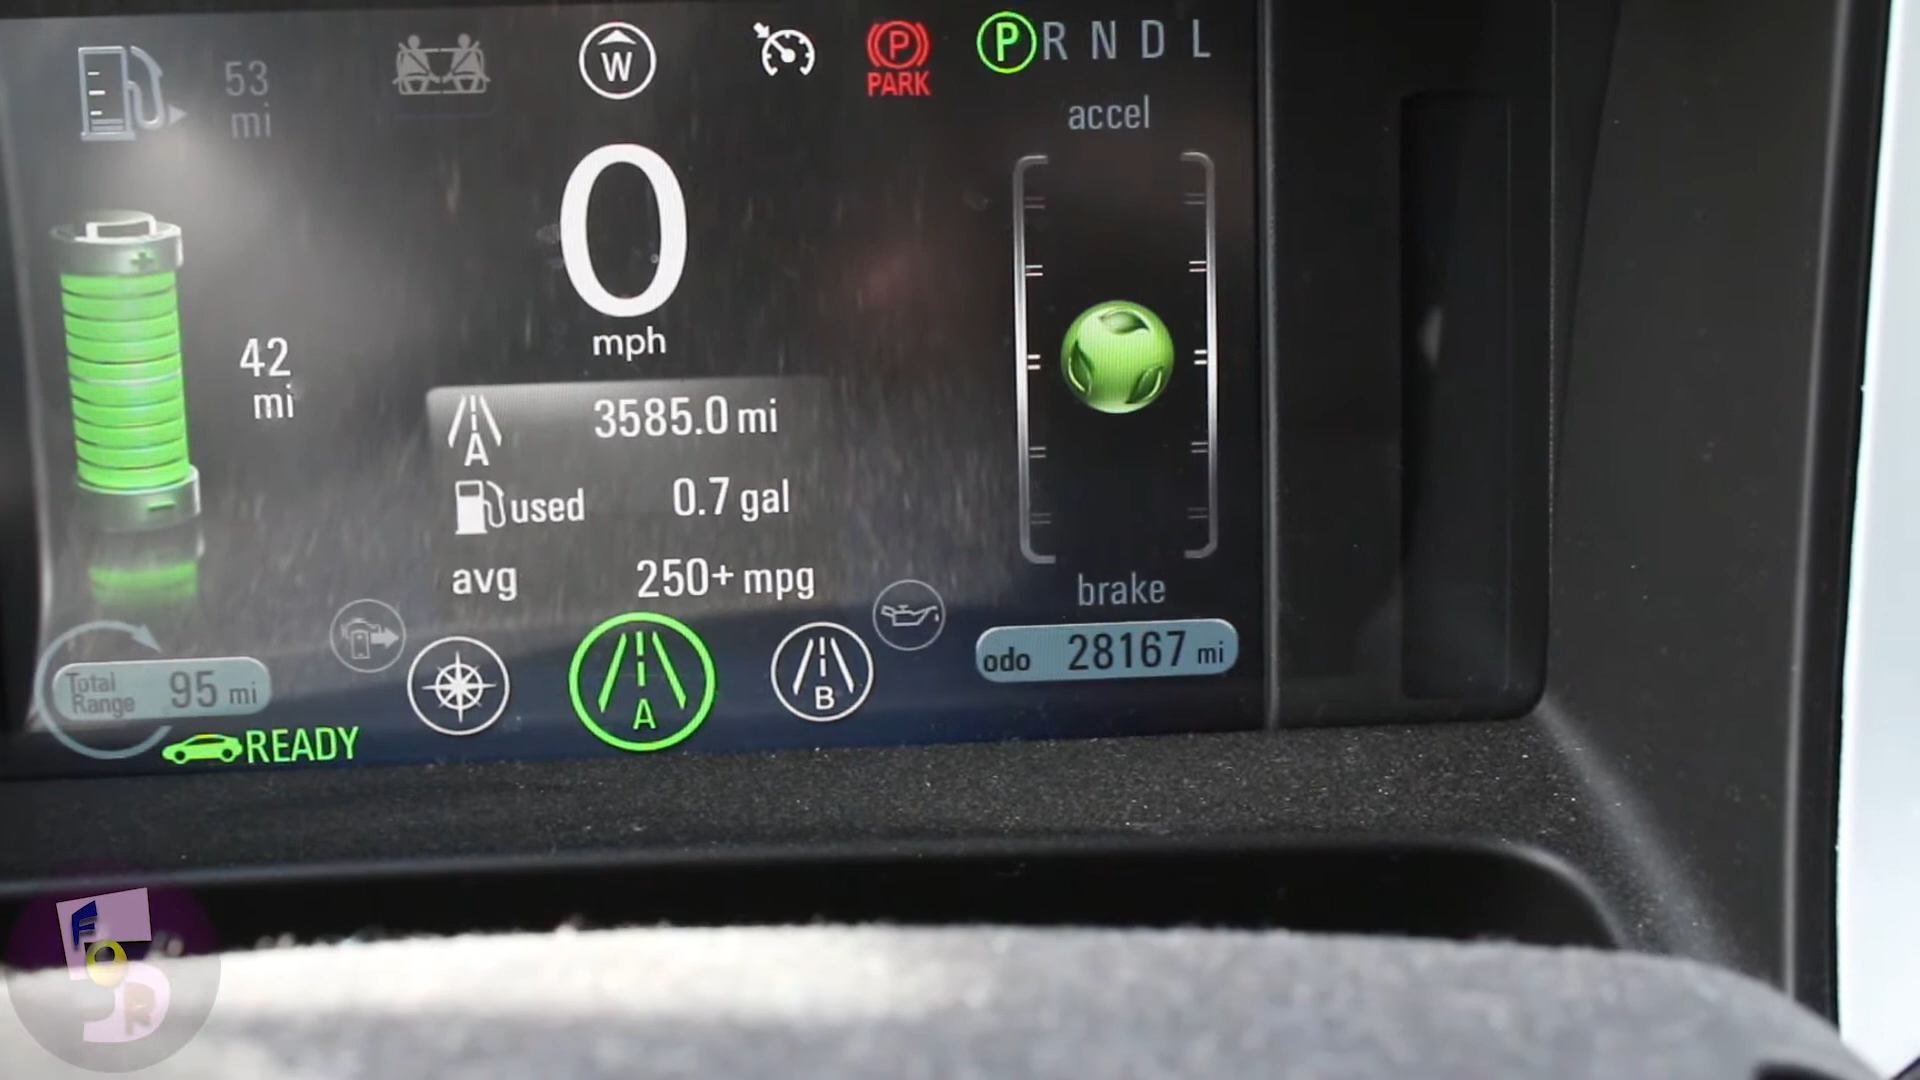 53
mi
W
P
PARK
P R N D L
accel
0
mph
42
mi
A
3585.0 mi
used 0.7 gal
avg 250+ mpg
brake
Total
Range
95 mi
A
B
odo 28167 mi
READY
F
O
R